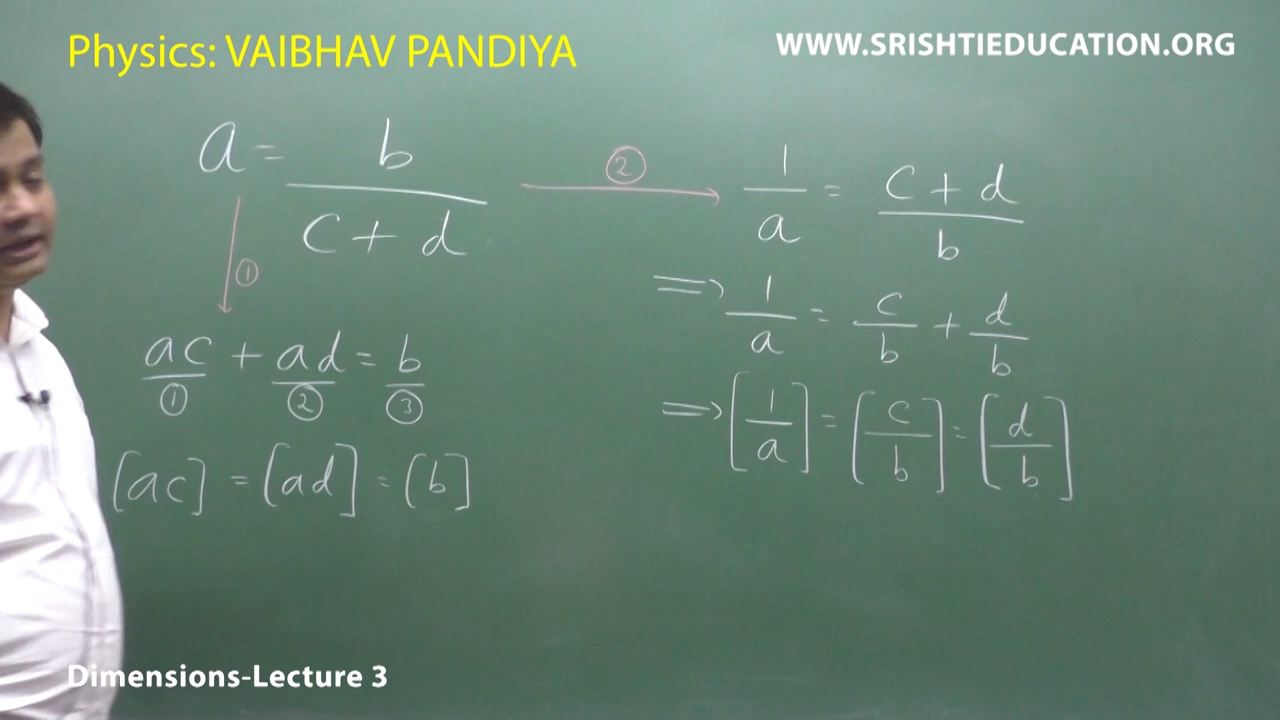 Physics: VAIBHAV PANDIYA
WWW.SRISHTIEDUCATION.ORG
a = b / (c + d)
①
ac + ad = b
① ② ③
[ac] = [ad] = [b]
②
1/a = (c + d)/b
⇒ 1/a = c/b + d/b
⇒ [1/a] = [c/b] = [d/b]
Dimensions-Lecture 3